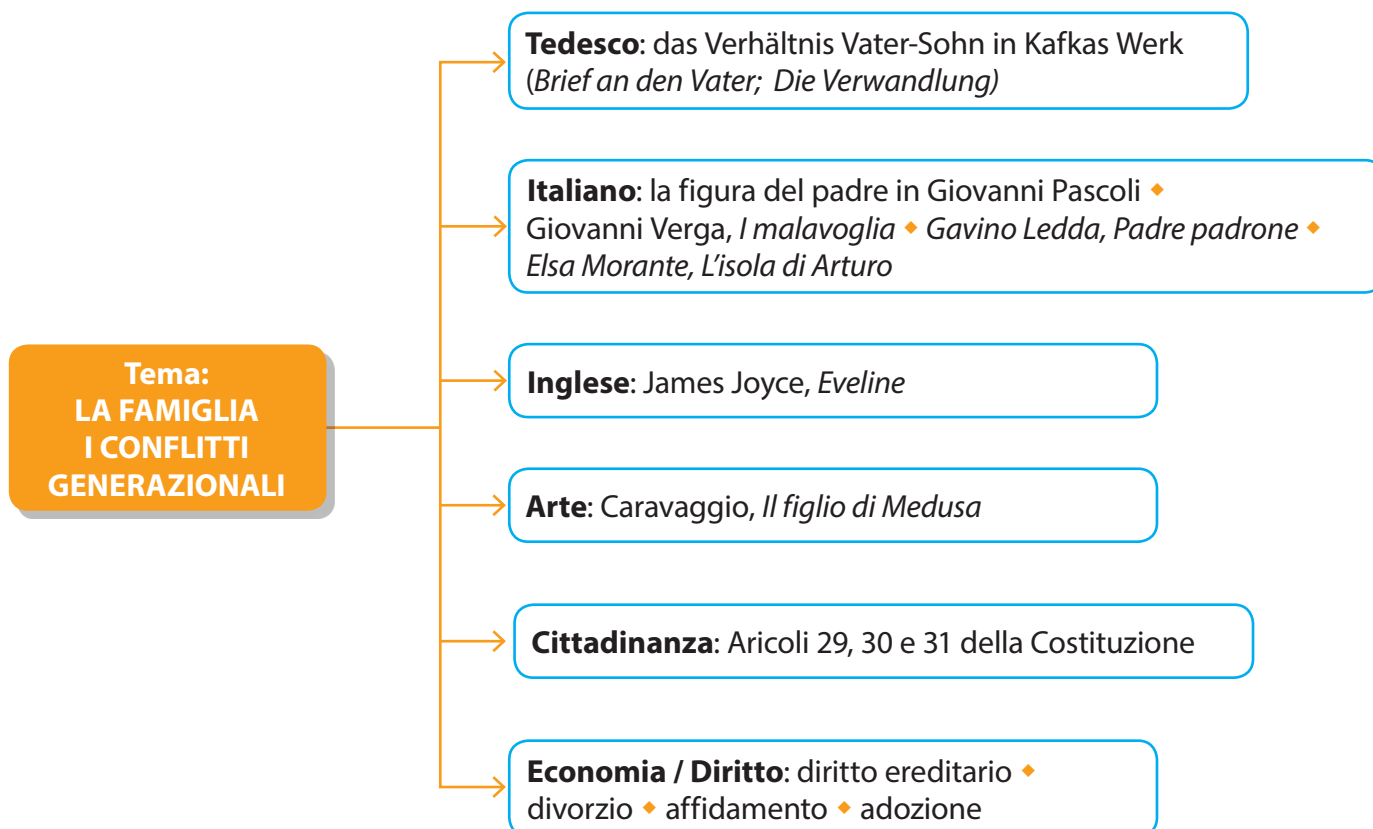 Tema:
LA FAMIGLIA
I CONFLITTI
GENERAZIONALI
Tedesco: das Verhältnis Vater-Sohn in Kafkas Werk
(Brief an den Vater; Die Verwandlung)
Italiano: la figura del padre in Giovanni Pascoli ◆
Giovanni Verga, I malavoglia ◆ Gavino Ledda, Padre padrone ◆
Elsa Morante, L’isola di Arturo
Inglese: James Joyce, Eveline
Arte: Caravaggio, Il figlio di Medusa
Cittadinanza: Aricoli 29, 30 e 31 della Costituzione
Economia / Diritto: diritto ereditario ◆
divorzio ◆ affidamento ◆ adozione